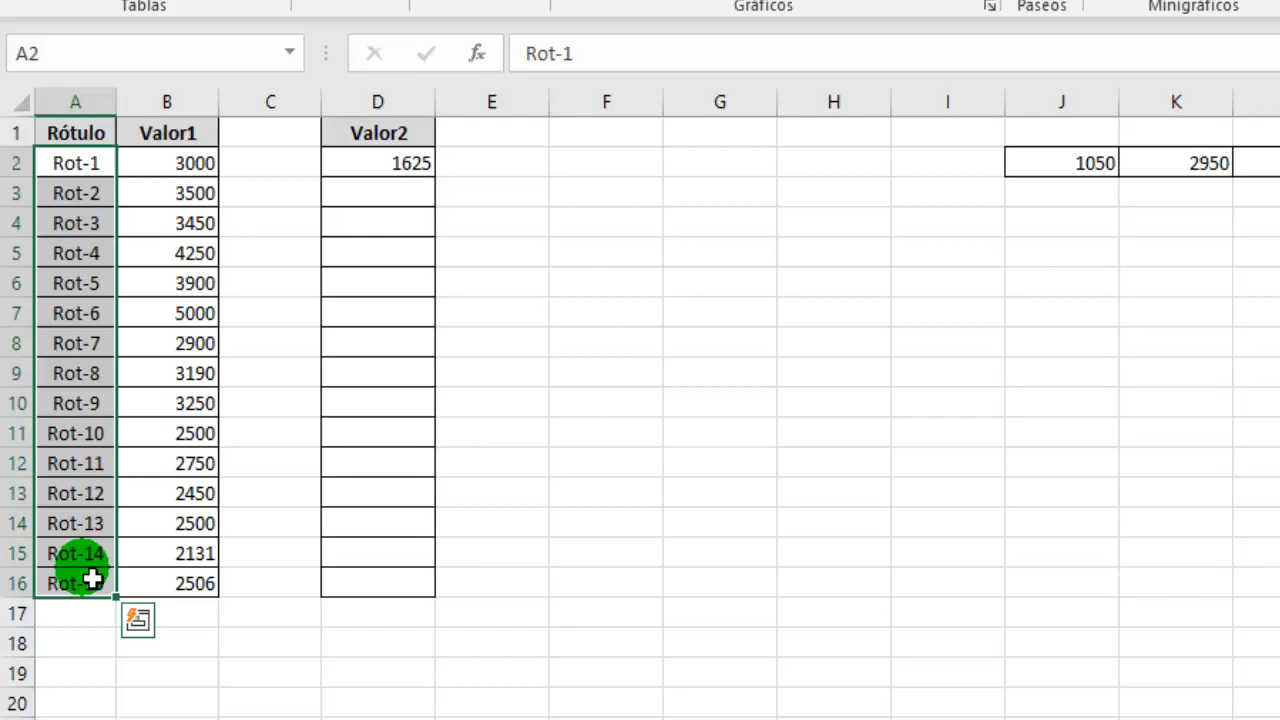 Tablas Gráficos Paseos Minigráficos
A2 fx Rot-1
A B C D E F G H I J K
1 Rótulo Valor1 Valor2
2 Rot-1 3000 1625 1050 2950
3 Rot-2 3500
4 Rot-3 3450
5 Rot-4 4250
6 Rot-5 3900
7 Rot-6 5000
8 Rot-7 2900
9 Rot-8 3190
10 Rot-9 3250
11 Rot-10 2500
12 Rot-11 2750
13 Rot-12 2450
14 Rot-13 2500
15 Rot-14 2131
16 2506
17
18
19
20